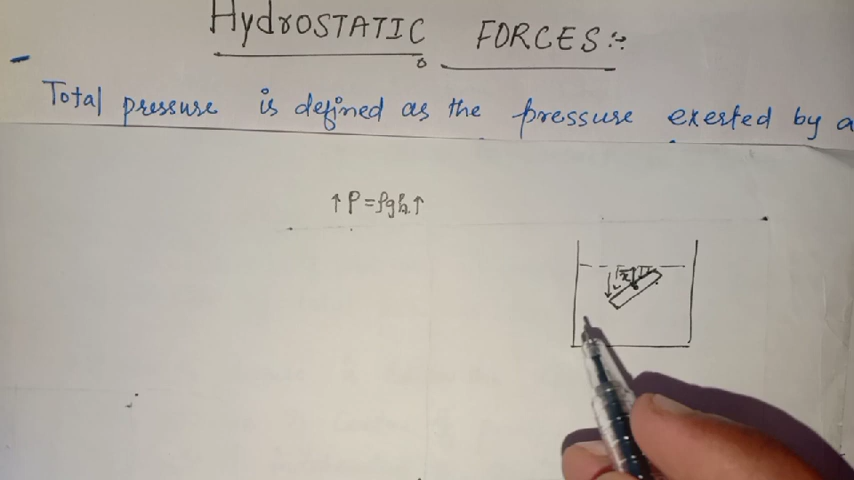 HydroSTATIC FORCES:-
- Total pressure is defined as the pressure exerted by a
↑P=ρgh↑